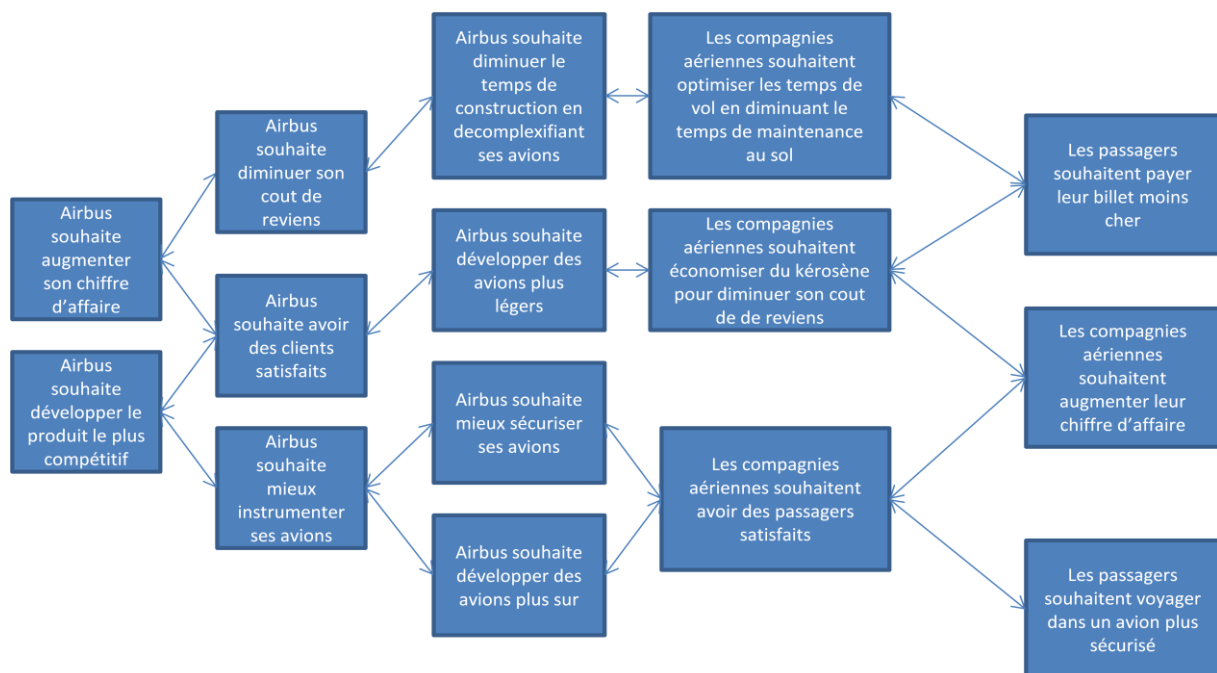 Airbus
souhaite
augmenter
son chiffre
d’affaire
Airbus
souhaite
développer le
produit le plus
compétitif
Airbus
souhaite
diminuer son
cout de
reviens
Airbus
souhaite avoir
des clients
satisfaits
Airbus
souhaite
mieux
instrumenter
ses avions
Airbus souhaite
diminuer le
temps de
construction en
decomplexifiant
ses avions
Airbus souhaite
développer des
avions plus
légers
Airbus souhaite
mieux sécuriser
ses avions
Airbus souhaite
développer des
avions plus sur
Les compagnies
aériennes souhaitent
optimiser les temps de
vol en diminuant le
temps de maintenance
au sol
Les compagnies
aériennes souhaitent
économiser du kérosène
pour diminuer son cout
de de reviens
Les compagnies
aériennes souhaitent
avoir des passagers
satisfaits
Les passagers
souhaitent payer
leur billet moins
cher
Les compagnies
aériennes
souhaitent
augmenter leur
chiffre d’affaire
Les passagers
souhaitent voyager
dans un avion plus
sécurisé